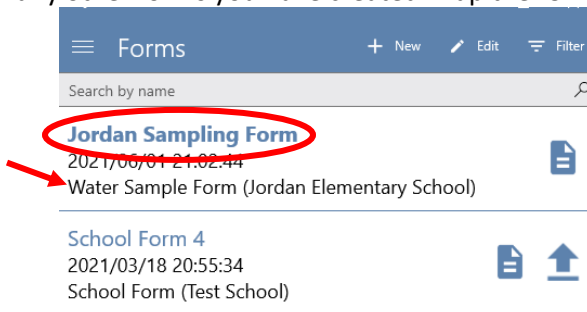 Forms
New
Edit
Filter
Search by name
Jordan Sampling Form
2021/06/01 21:02:44
Water Sample Form (Jordan Elementary School)
School Form 4
2021/03/18 20:55:34
School Form (Test School)